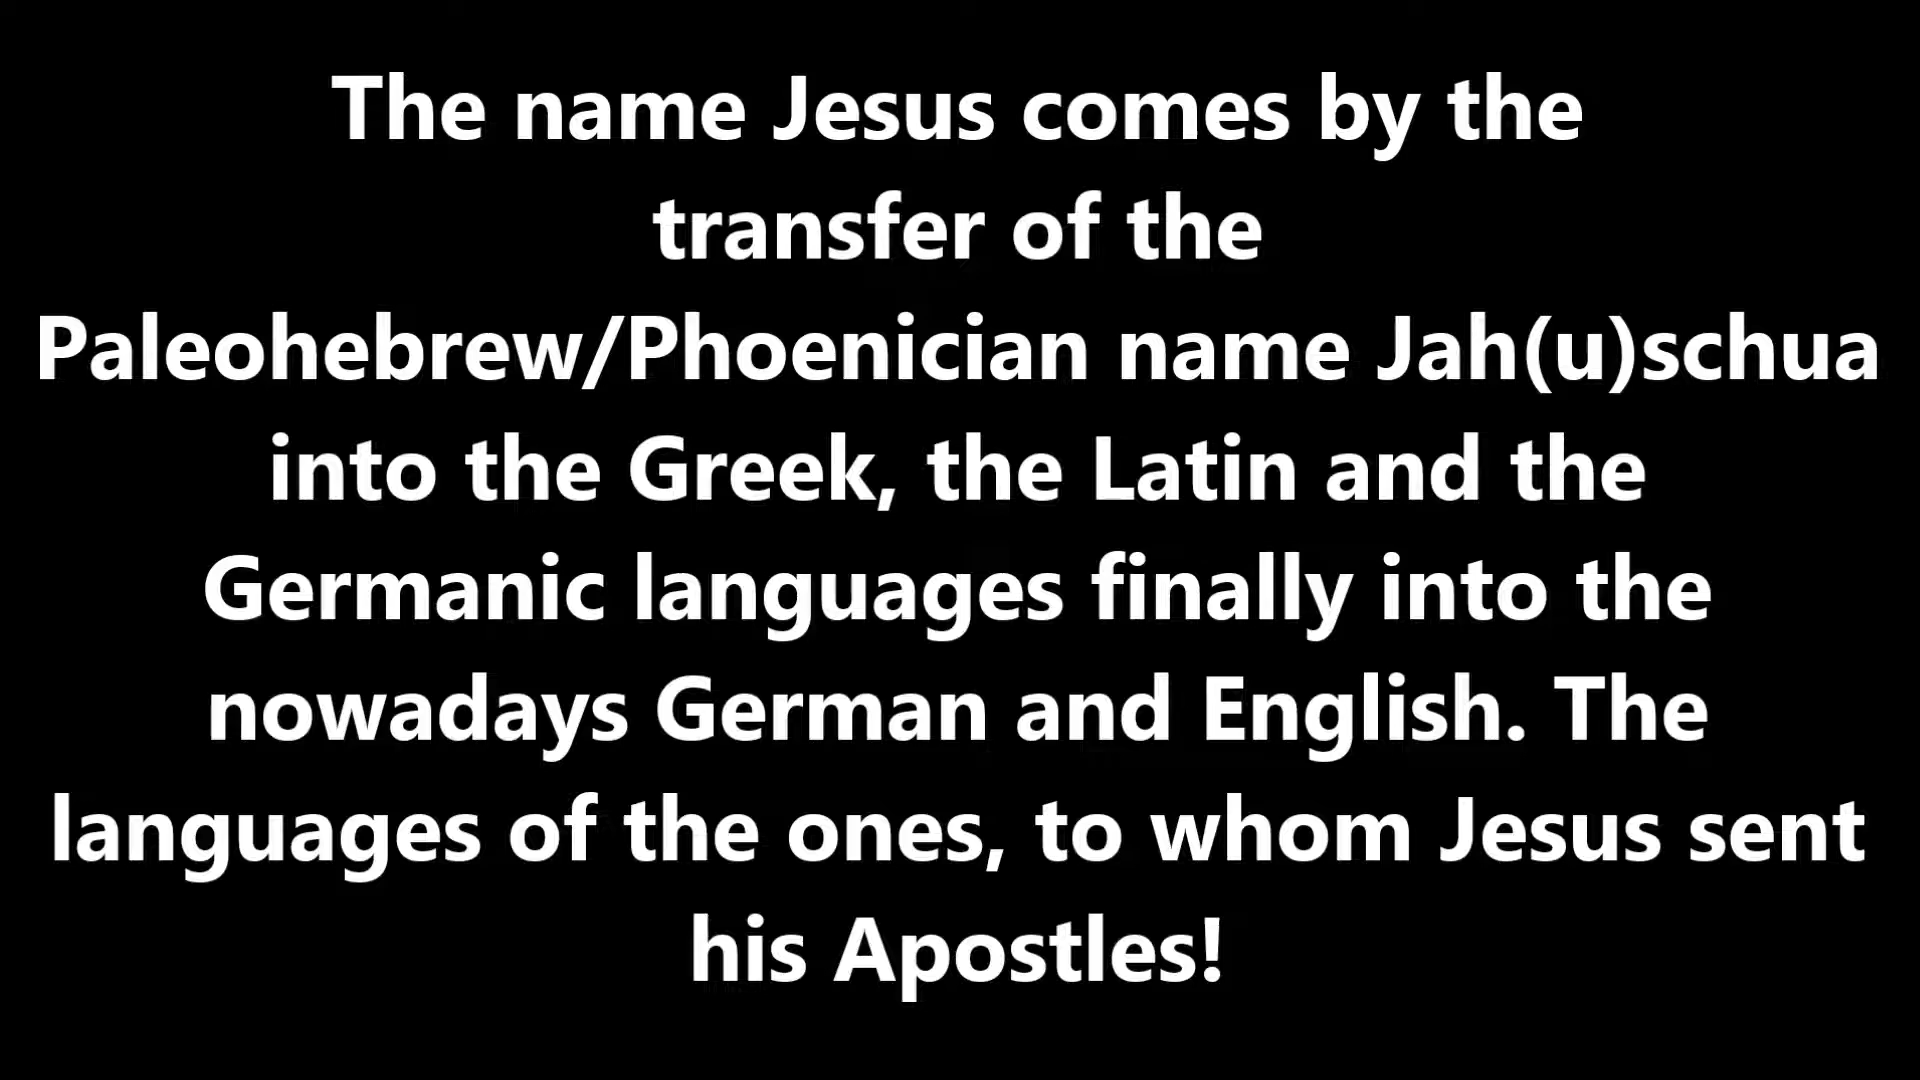 The name Jesus comes by the
transfer of the
Paleohebrew/Phoenician name Jah(u)schua
into the Greek, the Latin and the
Germanic languages finally into the
nowadays German and English. The
languages of the ones, to whom Jesus sent
his Apostles!